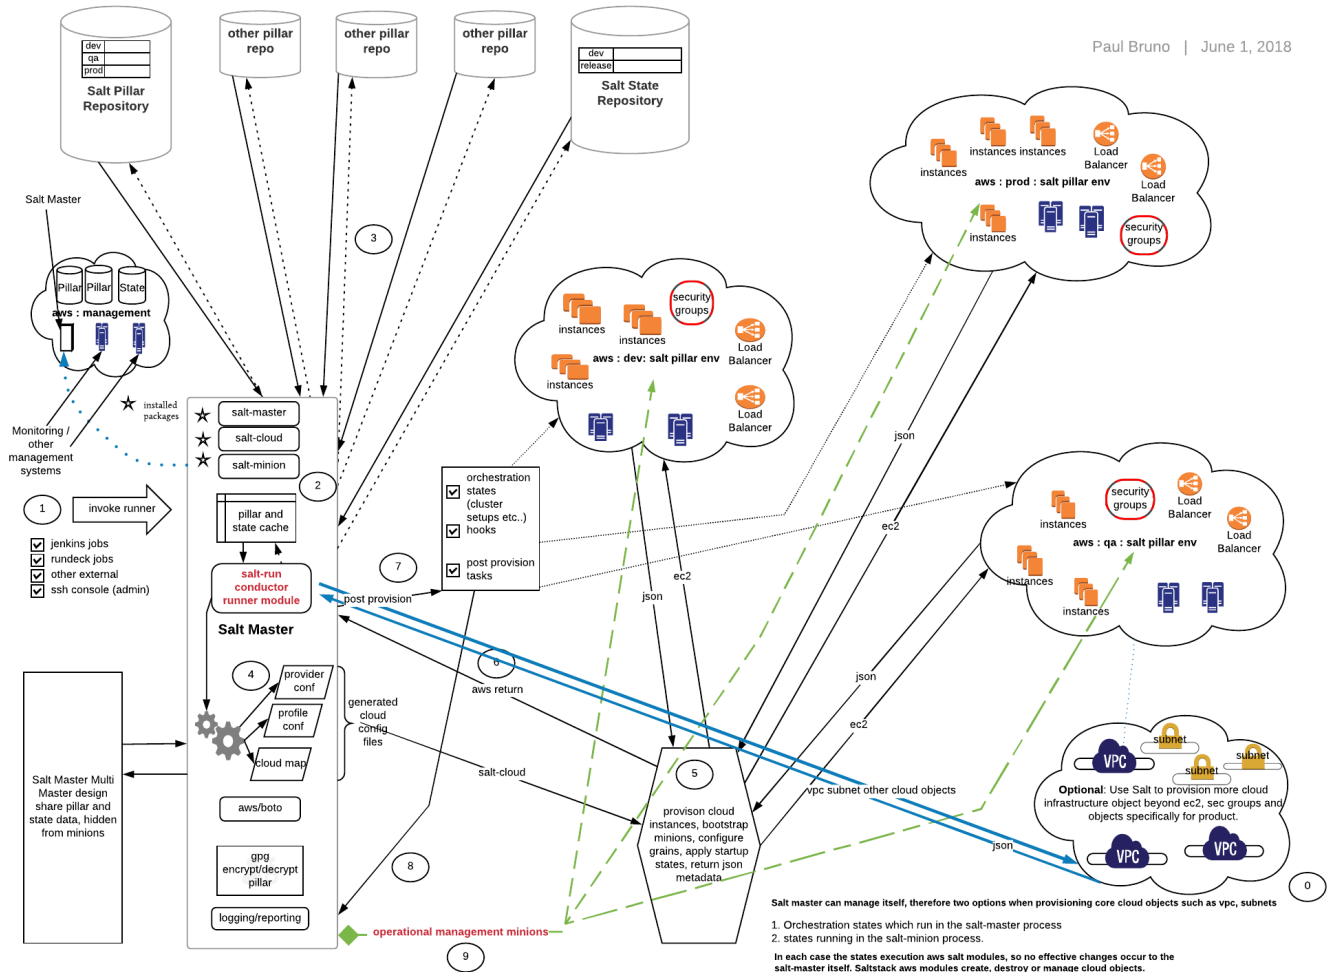 Paul Bruno | June 1, 2018
dev
qa
prod
Salt Pillar
Repository
other pillar
repo
other pillar
repo
other pillar
repo
dev
release
Salt State
Repository
Salt Master
Pillar
Pillar
State
aws : management
Monitoring /
other
management
systems
installed
packages
1
invoke runner
jenkins jobs
rundeck jobs
other external
ssh console (admin)
2
3
salt-master
salt-cloud
salt-minion
pillar and
state cache
salt-run
conductor
runner module
Salt Master
4
provider
conf
profile
conf
cloud map
generated
cloud
config
files
aws/boto
gpg
encrypt/decrypt
pillar
logging/reporting
Salt Master Multi
Master design
share pillar and
state data, hidden
from minions
7
post provision
orchestration
states
(cluster
setups etc..)
hooks
post provision
tasks
6
aws return
salt-cloud
8
operational management minions
9
5
provison cloud
instances, bootstrap
minions, configure
grains, apply startup
states, return json
metadata
instances
instances
security
groups
Load
Balancer
aws : dev: salt pillar env
instances
Load
Balancer
json
ec2
instances
instances
instances
Load
Balancer
Load
Balancer
aws : prod : salt pillar env
instances
security
groups
json
ec2
instances
security
groups
Load
Balancer
Load
Balancer
aws : qa : salt pillar env
instances
instances
json
ec2
vpc subnet other cloud objects
json
VPC
subnet
subnet
subnet
Optional: Use Salt to provision more cloud
infrastructure object beyond ec2, sec groups and
objects specifically for product.
VPC
VPC
0
Salt master can manage itself, therefore two options when provisioning core cloud objects such as vpc, subnets
1. Orchestration states which run in the salt-master process
2. states running in the salt-minion process.
In each case the states execution aws salt modules, so no effective changes occur to the
salt-master itself. Saltstack aws modules create, destroy or manage cloud objects.